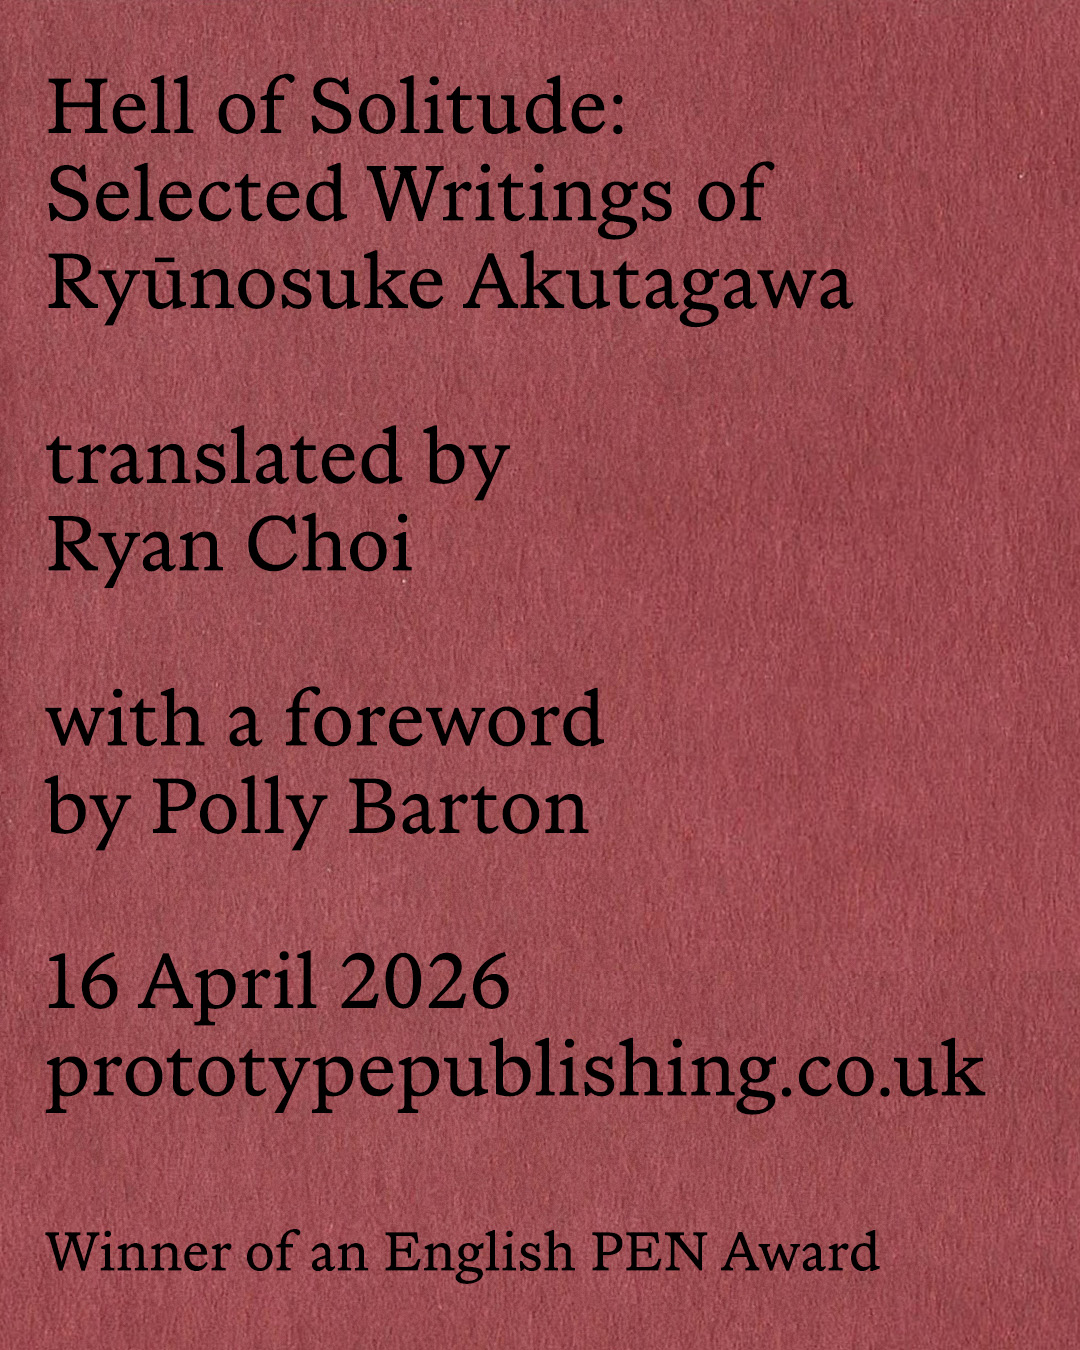 Hell of Solitude:
Selected Writings of
Ryūnosuke Akutagawa
translated by
Ryan Choi
with a foreword
by Polly Barton
16 April 2026
prototypepublishing.co.uk
Winner of an English PEN Award